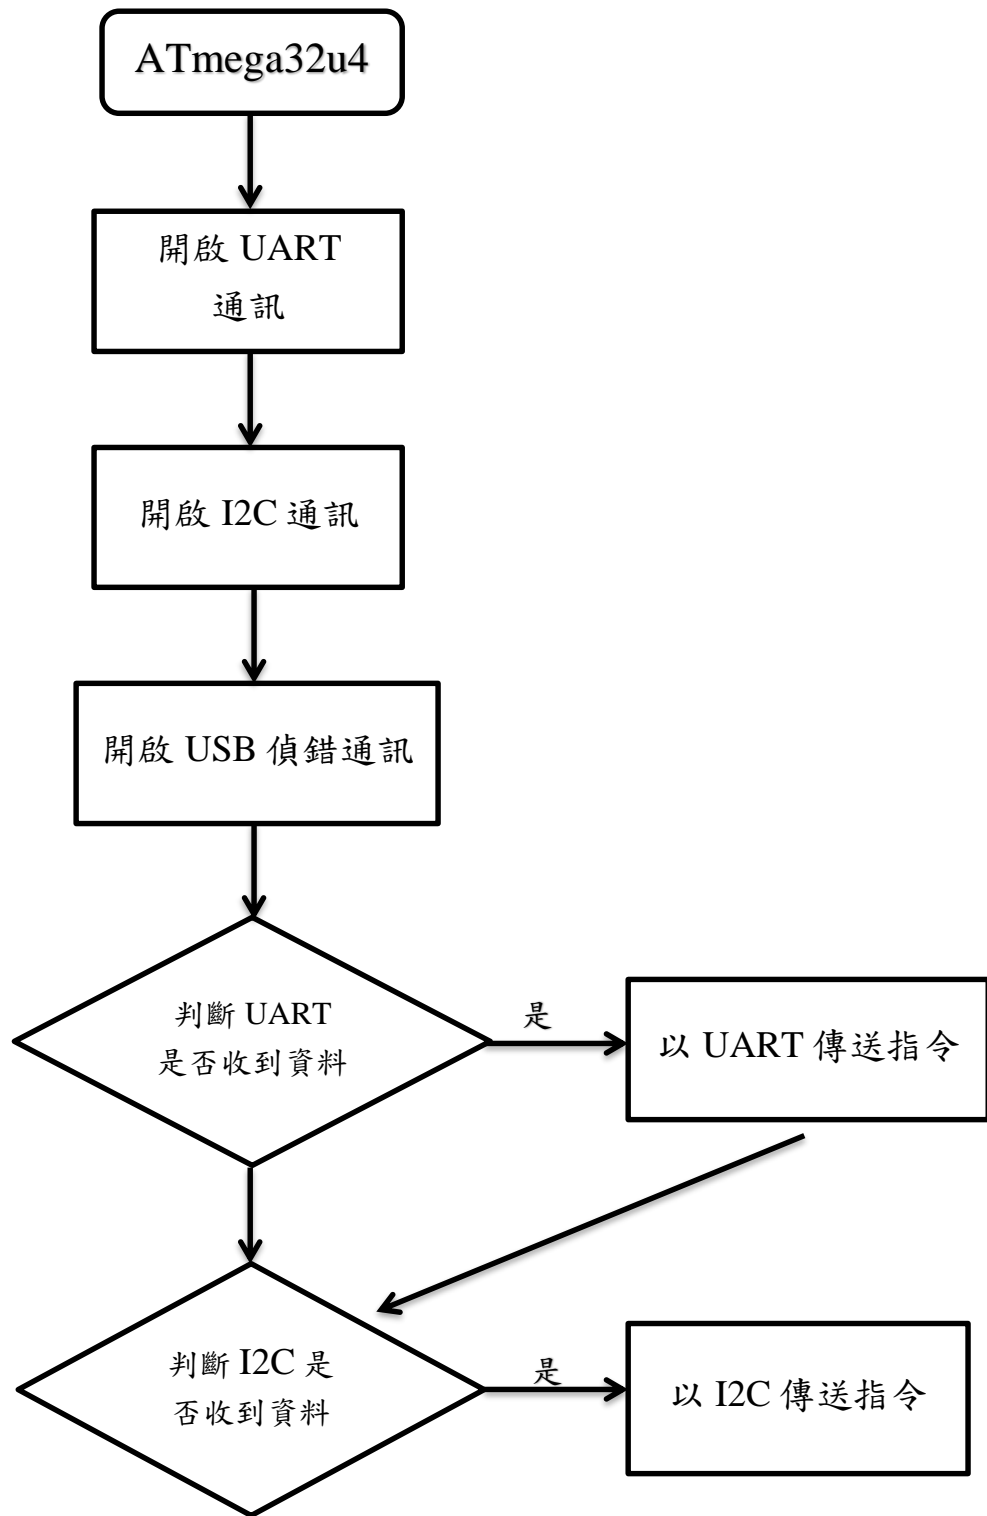 ATmega32u4
開啟 UART
通訊
開啟 I2C 通訊
開啟 USB 偵錯通訊
判斷 UART
是否收到資料
是
以 UART 傳送指令
判斷 I2C 是
否收到資料
是
以 I2C 傳送指令